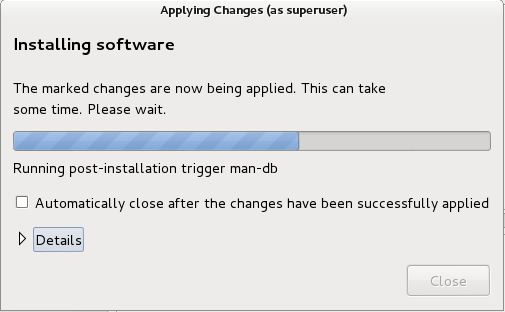 Applying Changes (as superuser)
Installing software
The marked changes are now being applied. This can take
some time. Please wait.
Running post-installation trigger man-db
Automatically close after the changes have been successfully applied
Details
Close